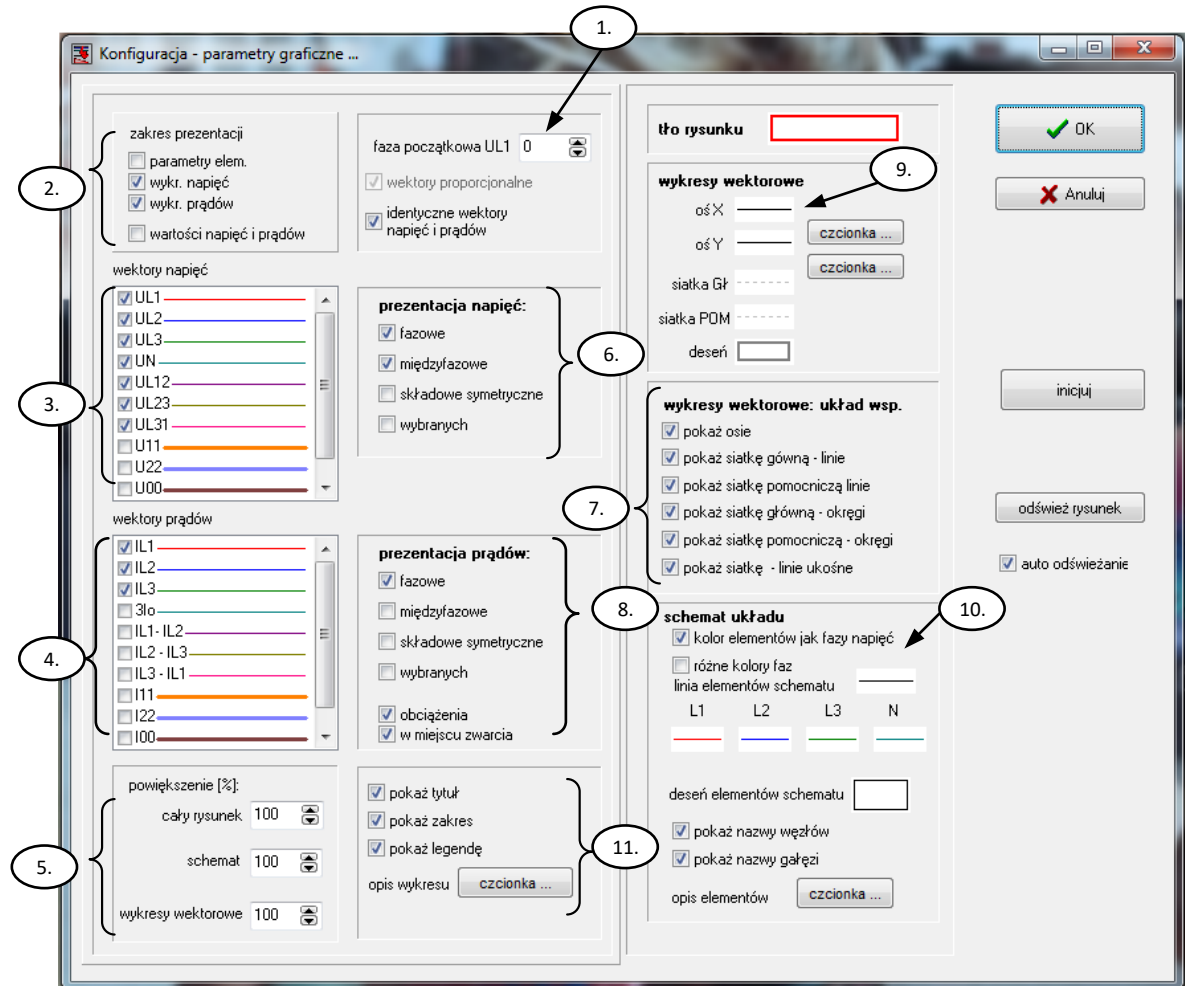 1.
Konfiguracja - parametry graficzne ...
zakres prezentacji
parametry elem.
wykr. napięć
wykr. prądów
wartości napięć i prądów
2.
faza początkowa UL1 0
wektory proporcjonalne
identyczne wektory
napięć i prądów
wektory napięć
UL1
UL2
UL3
UN
UL12
UL23
UL31
U11
U22
U00
3.
prezentacja napięć:
fazowe
międzyfazowe
składowe symetryczne
wybranych
6.
wektory prądów
IL1
IL2
IL3
3Io
IL1- IL2
IL2 - IL3
IL3 - IL1
I11
I22
I00
4.
prezentacja prądów:
fazowe
międzyfazowe
składowe symetryczne
wybranych
obciążenia
w miejscu zwarcia
8.
powiększenie [%]:
cały rysunek 100
schemat 100
wykresy wektorowe 100
5.
pokaż tytuł
pokaż zakres
pokaż legendę
opis wykresu czcionka ...
11.
tło rysunku
wykresy wektorowe
9.
oś X
oś Y
czcionka ...
czcionka ...
siatka Gł
siatka POM
deseń
wykresy wektorowe: układ wsp.
pokaż osie
pokaż siatkę gówną - linie
pokaż siatkę pomocniczą linie
pokaż siatkę główną - okręgi
pokaż siatkę pomocniczą - okręgi
pokaż siatkę - linie ukośne
7.
schemat układu
10.
kolor elementów jak fazy napięć
różne kolory faz
linia elementów schematu
L1 L2 L3 N
deseń elementów schematu
pokaż nazwy węzłów
pokaż nazwy gałęzi
opis elementów czcionka ...
OK
Anuluj
inicjuj
odśwież rysunek
auto odświeżanie